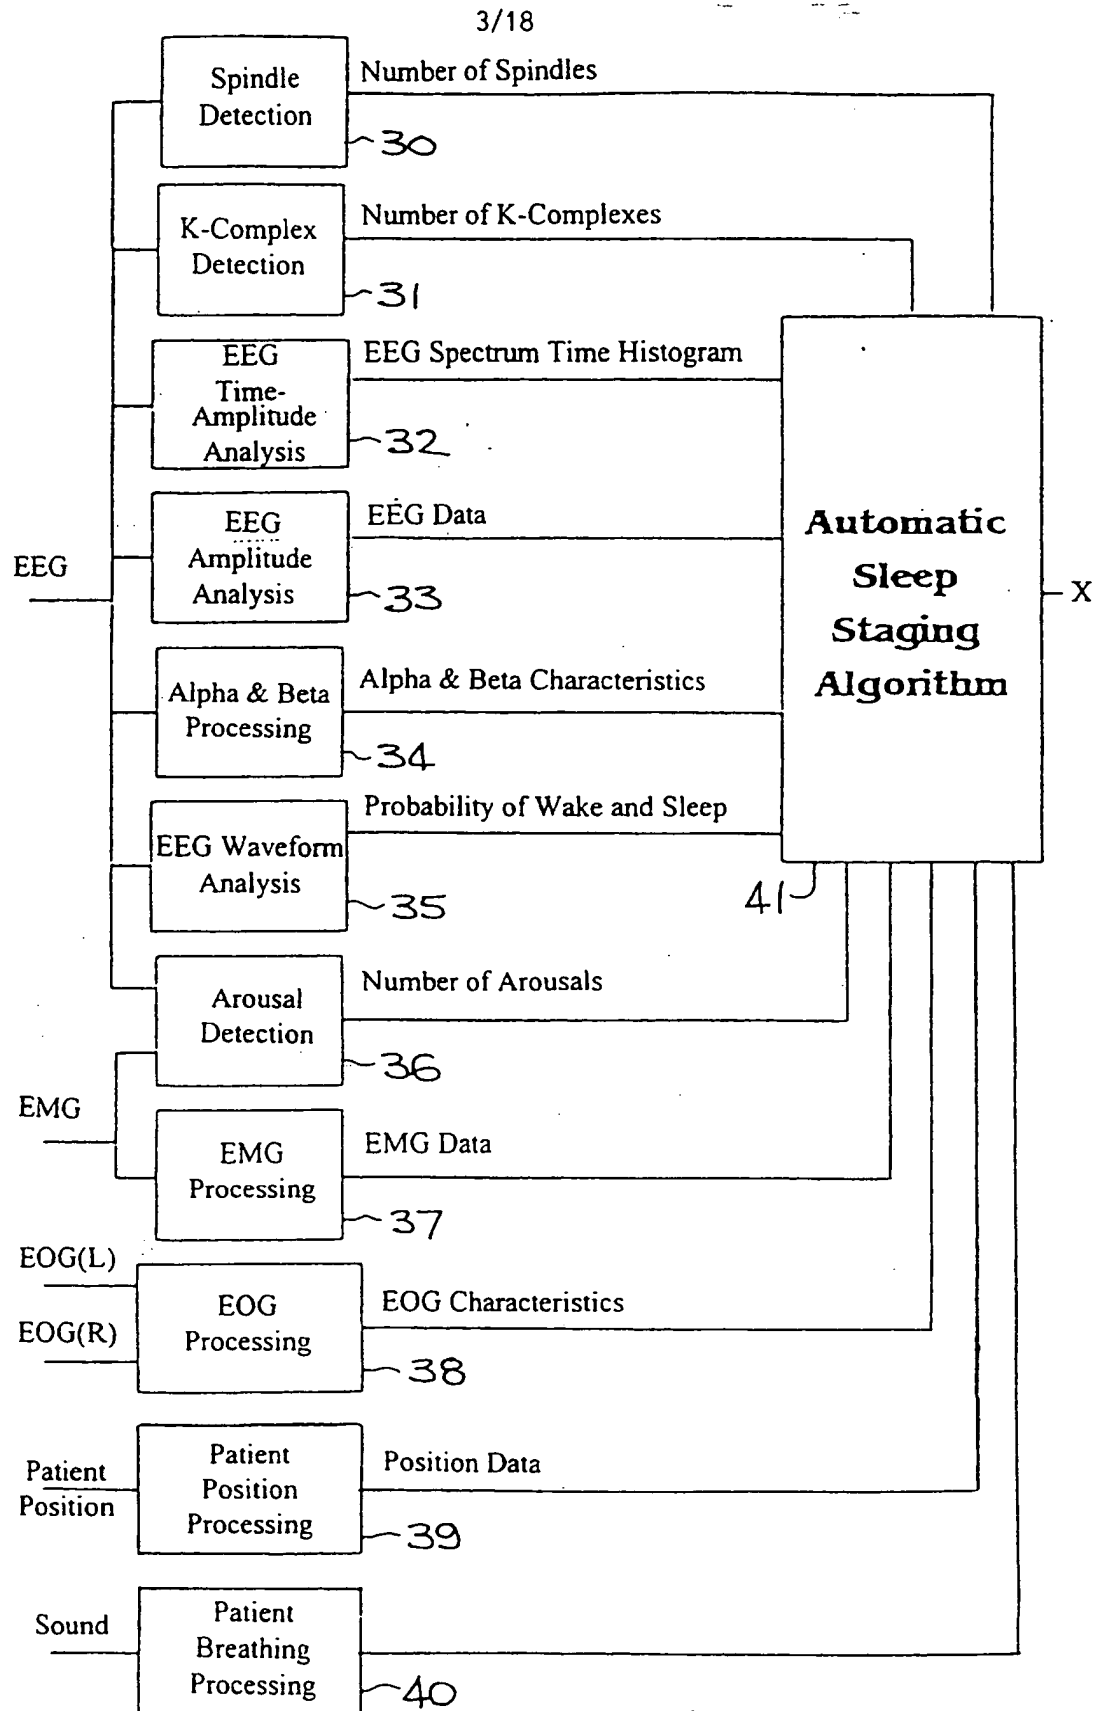 3/18
Spindle
Detection
Number of Spindles
30
K-Complex
Detection
Number of K-Complexes
31
EEG
Time-
Amplitude
Analysis
EEG Spectrum Time Histogram
32
EEG
Amplitude
Analysis
EEG Data
33
EEG
Alpha & Beta
Processing
Alpha & Beta Characteristics
34
EEG Waveform
Analysis
Probability of Wake and Sleep
35
Automatic
Sleep
Staging
Algorithm
X
41
Arousal
Detection
Number of Arousals
36
EMG
EMG
Processing
EMG Data
37
EOG(L)
EOG(R)
EOG
Processing
EOG Characteristics
38
Patient
Position
Patient
Position
Processing
Position Data
39
Sound
Patient
Breathing
Processing
40